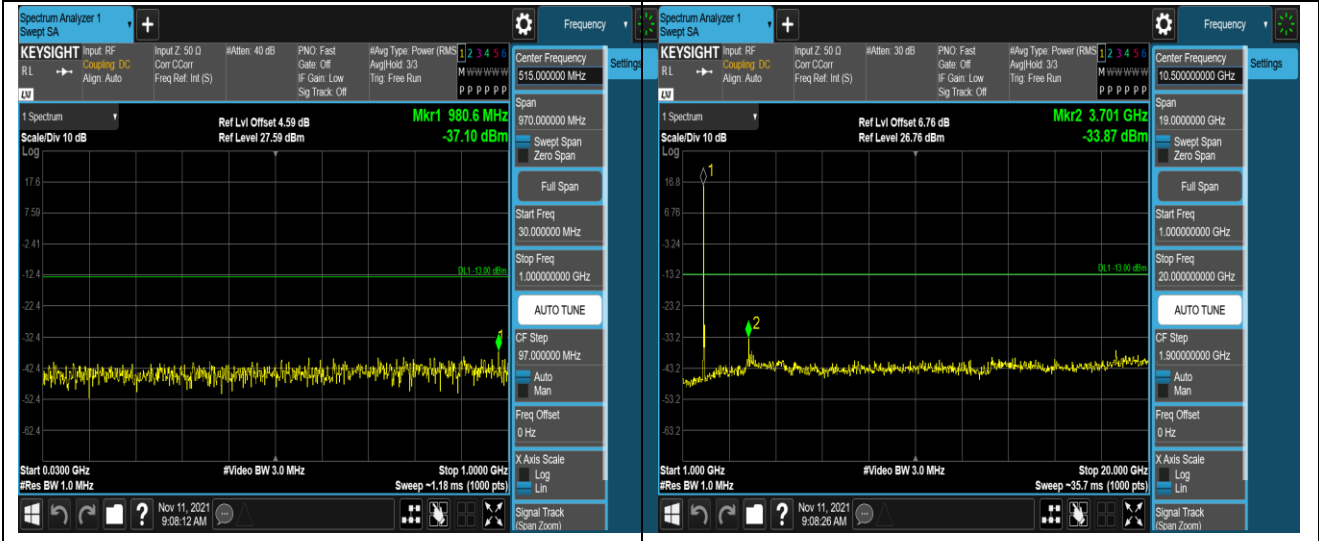 Spectrum Analyzer 1
Swept SA
+
Frequency
KEYSIGHT
RL
LXI
Input: RF
Coupling: DC
Align: Auto
Input Z: 50 Ω
Corr CCorr
Freq Ref: Int (S)
#Atten: 40 dB
PNO: Fast
Gate: Off
IF Gain: Low
Sig Track: Off
#Avg Type: Power (RMS
Avg|Hold: 3/3
Trig: Free Run
1 2 3 4 5 6
M W W W W W
P P P P P P
1 Spectrum
Scale/Div 10 dB
Log
Ref Lvl Offset 4.59 dB
Ref Level 27.59 dBm
Mkr1 980.6 MHz
-37.10 dBm
17.6
7.59
-2.41
-12.4
-22.4
-32.4
-42.4
-52.4
-62.4
DL1 -13.00 dBm
1
Start 0.0300 GHz
#Res BW 1.0 MHz
#Video BW 3.0 MHz
Stop 1.0000 GHz
Sweep ~1.18 ms (1000 pts)
Center Frequency
515.000000 MHz
Settings
Span
970.000000 MHz
Swept Span
Zero Span
Full Span
Start Freq
30.000000 MHz
Stop Freq
1.000000000 GHz
AUTO TUNE
CF Step
97.000000 MHz
Auto
Man
Freq Offset
0 Hz
X Axis Scale
Log
Lin
Signal Track
(Span Zoom)
?
Nov 11, 2021
9:08:12 AM
Spectrum Analyzer 1
Swept SA
+
Frequency
KEYSIGHT
RL
LXI
Input: RF
Coupling: DC
Align: Auto
Input Z: 50 Ω
Corr CCorr
Freq Ref: Int (S)
#Atten: 30 dB
PNO: Fast
Gate: Off
IF Gain: Low
Sig Track: Off
#Avg Type: Power (RMS
Avg|Hold: 3/3
Trig: Free Run
1 2 3 4 5 6
M W W W W W
P P P P P P
1 Spectrum
Scale/Div 10 dB
Log
Ref Lvl Offset 6.76 dB
Ref Level 26.76 dBm
Mkr2 3.701 GHz
-33.87 dBm
16.8
6.76
-3.24
-13.2
-23.2
-33.2
-43.2
-53.2
-63.2
1
2
DL1 -13.00 dBm
Start 1.000 GHz
#Res BW 1.0 MHz
#Video BW 3.0 MHz
Stop 20.000 GHz
Sweep ~35.7 ms (1000 pts)
Center Frequency
10.500000000 GHz
Settings
Span
19.0000000 GHz
Swept Span
Zero Span
Full Span
Start Freq
1.000000000 GHz
Stop Freq
20.000000000 GHz
AUTO TUNE
CF Step
1.900000000 GHz
Auto
Man
Freq Offset
0 Hz
X Axis Scale
Log
Lin
Signal Track
(Span Zoom)
?
Nov 11, 2021
9:08:26 AM